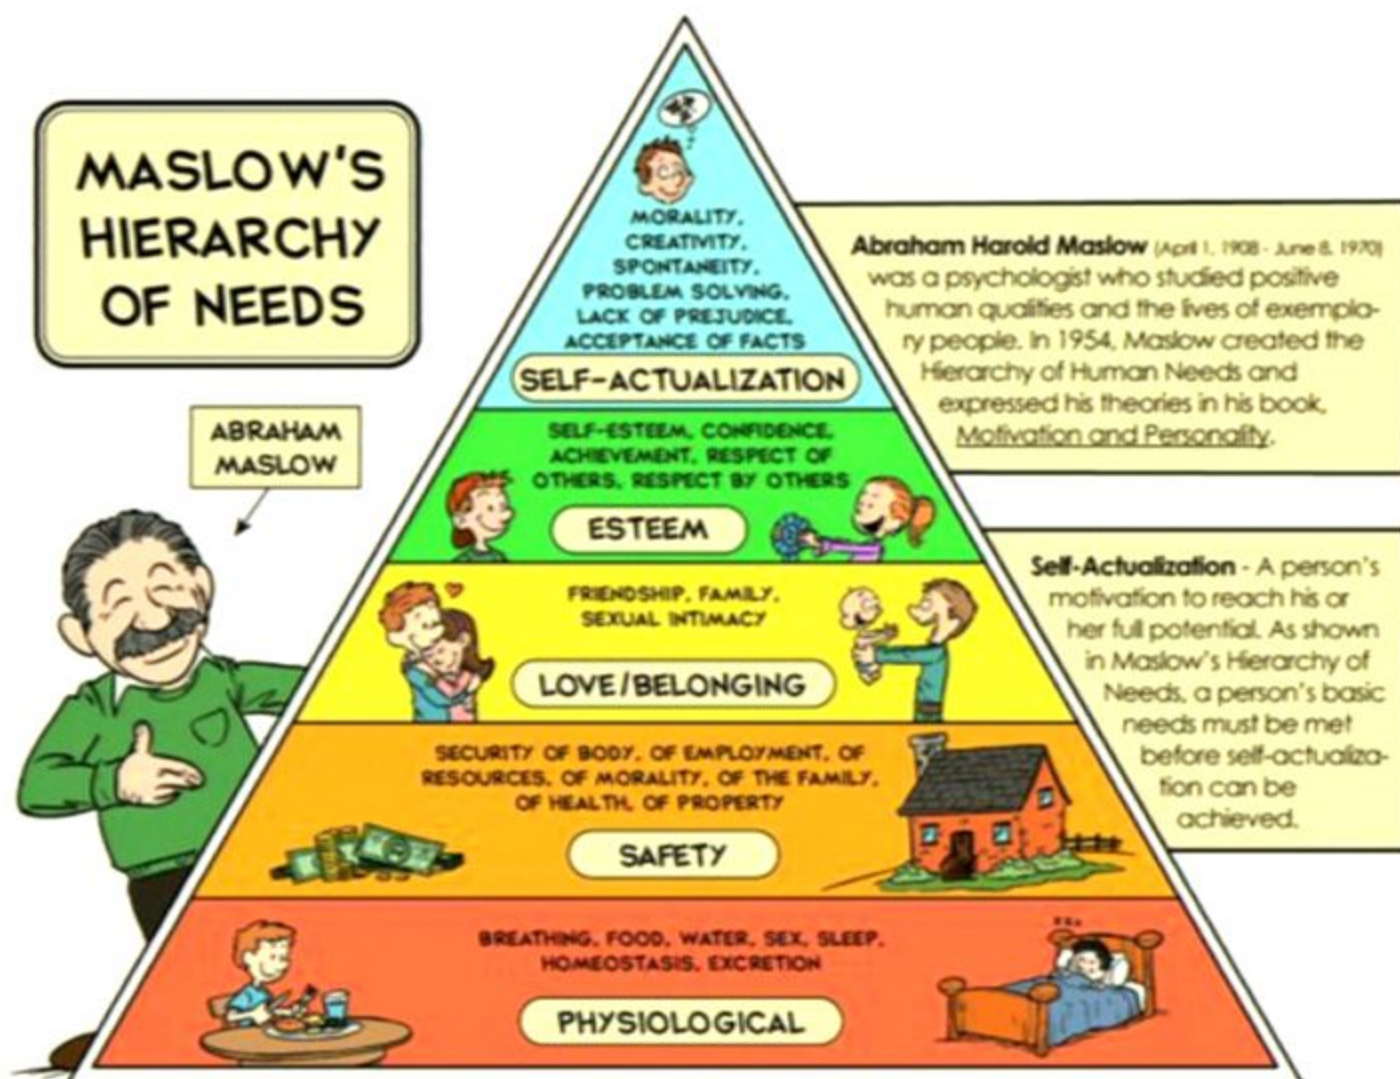 MASLOW'S
HIERARCHY
OF NEEDS
ABRAHAM
MASLOW
MORALITY,
CREATIVITY,
SPONTANEITY,
PROBLEM SOLVING,
LACK OF PREJUDICE,
ACCEPTANCE OF FACTS
SELF-ACTUALIZATION
SELF-ESTEEM, CONFIDENCE,
ACHIEVEMENT, RESPECT OF
OTHERS, RESPECT BY OTHERS
ESTEEM
FRIENDSHIP, FAMILY,
SEXUAL INTIMACY
LOVE/BELONGING
SECURITY OF BODY, OF EMPLOYMENT, OF
RESOURCES, OF MORALITY, OF THE FAMILY,
OF HEALTH, OF PROPERTY
SAFETY
BREATHING, FOOD, WATER, SEX, SLEEP,
HOMEOSTASIS, EXCRETION
zzz
PHYSIOLOGICAL
Abraham Harold Maslow (April 1, 1908 - June 8, 1970)
was a psychologist who studied positive
human qualities and the lives of exempla-
ry people. In 1954, Maslow created the
Hierarchy of Human Needs and
expressed his theories in his book,
Motivation and Personality.
Self-Actualization - A person's
motivation to reach his or
her full potential. As shown
in Maslow's Hierarchy of
Needs, a person's basic
needs must be met
before self-actualiza-
tion can be
achieved.